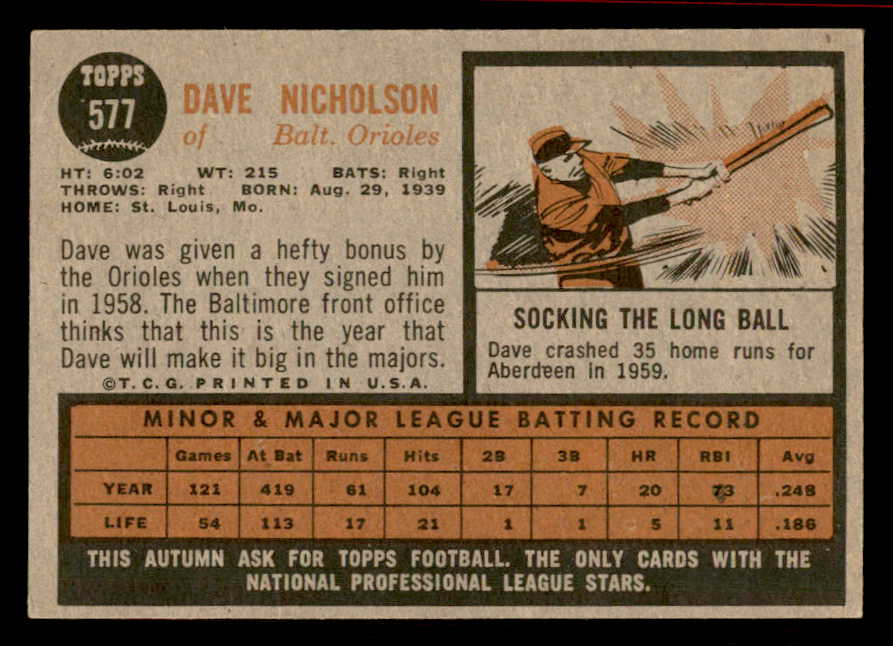 TOPPS
577
DAVE NICHOLSON
of Balt. Orioles
HT: 6:02 WT: 215 BATS: Right
THROWS: Right BORN: Aug. 29, 1939
HOME: St. Louis, Mo.
Dave was given a hefty bonus by
the Orioles when they signed him
in 1958. The Baltimore front office
thinks that this is the year that
Dave will make it big in the majors.
©T.C.G. PRINTED IN U.S.A.
SOCKING THE LONG BALL
Dave crashed 35 home runs for
Aberdeen in 1959.
MINOR & MAJOR LEAGUE BATTING RECORD
Games At Bat Runs Hits 2B 3B HR RBI Avg
YEAR 121 419 61 104 17 7 20 73 .248
LIFE 54 113 17 21 1 1 5 11 .186
THIS AUTUMN ASK FOR TOPPS FOOTBALL. THE ONLY CARDS WITH THE
NATIONAL PROFESSIONAL LEAGUE STARS.